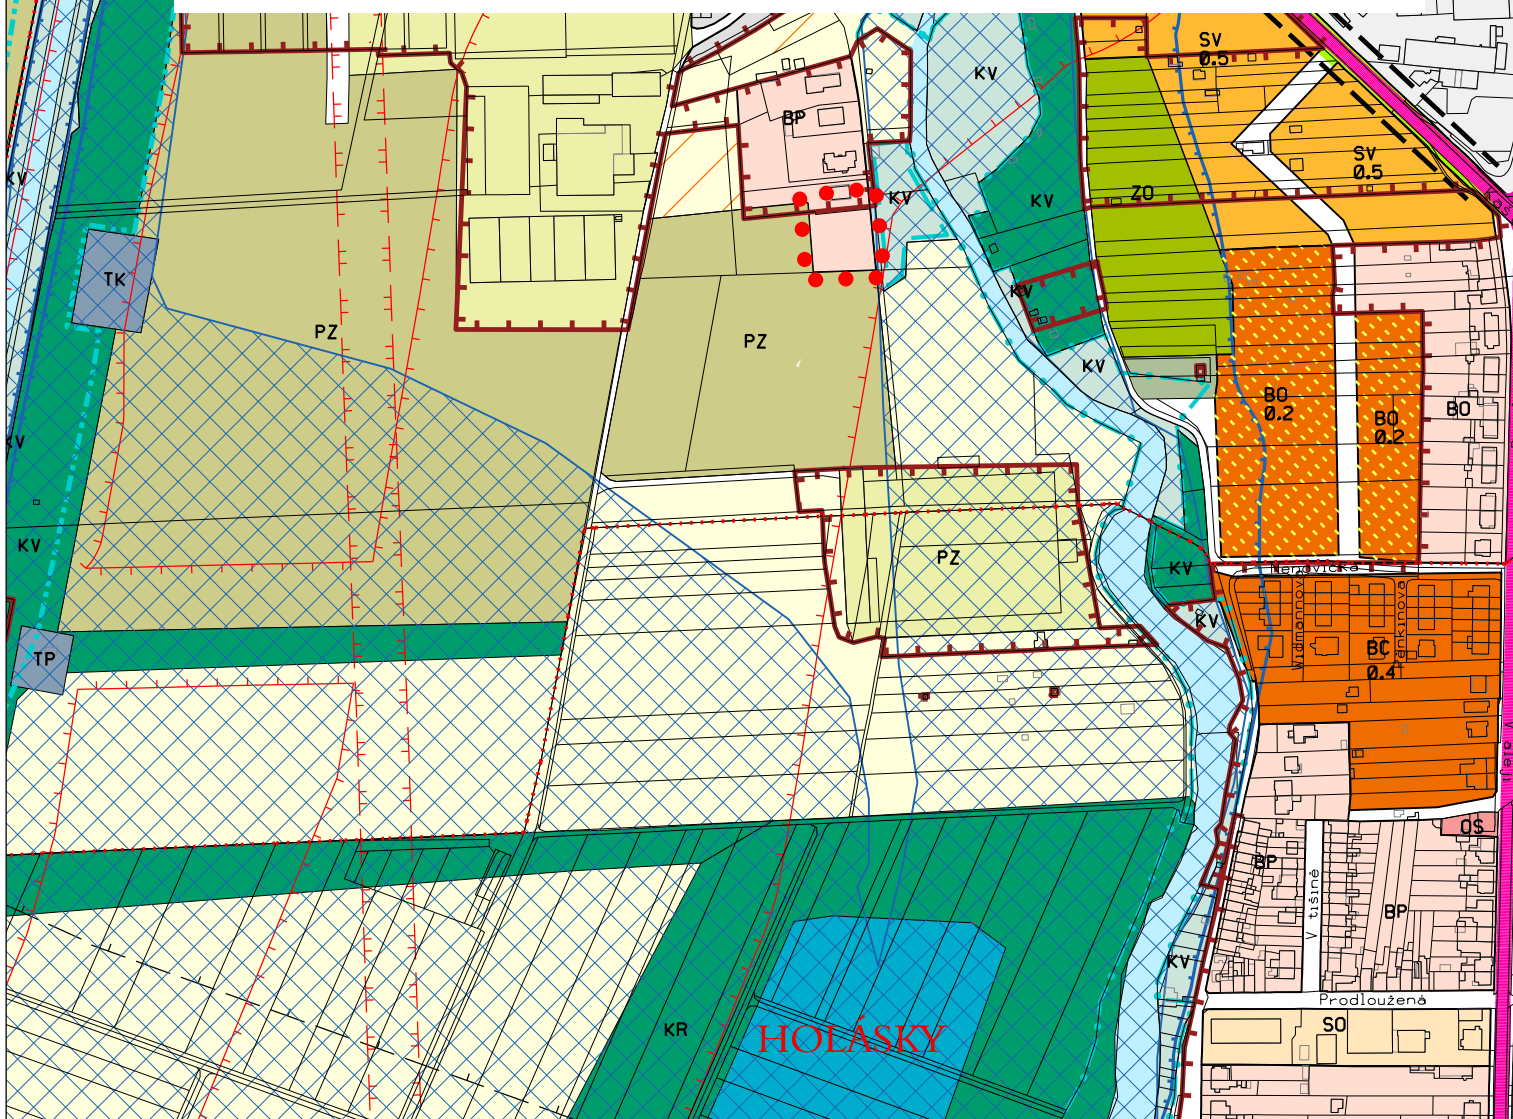 SV
0.5
KV
BP
SV
0.5
KV
ZO
KV
KV
KV
TK
KV
PZ
PZ
KV
BO
0.2
BO
0.2
BO
KV
KV
PZ
KV
KV
TP
Widmannova
BC
0.4
V aleji
OS
BP
V tišině
BP
KV
Prodloužená
SO
KR
HOLÁSKY